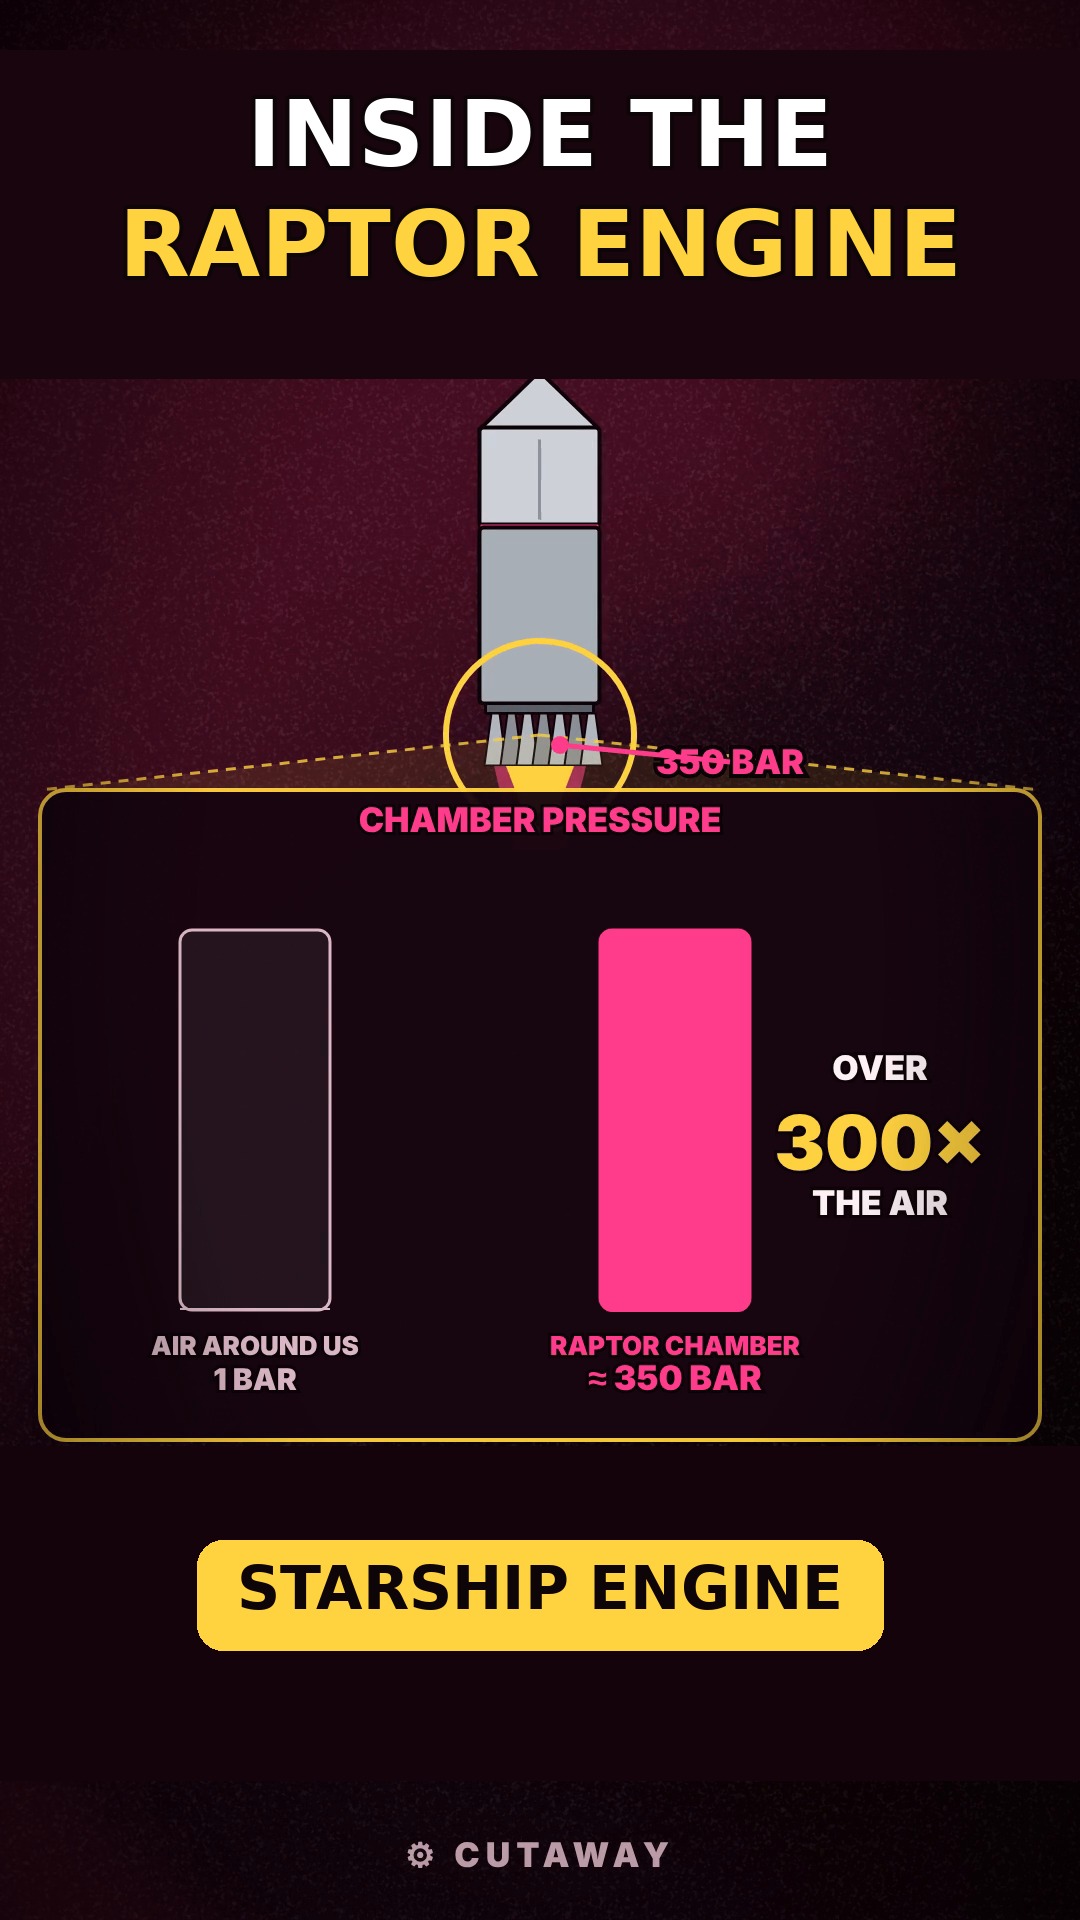 INSIDE THE
RAPTOR ENGINE
350 BAR
CHAMBER PRESSURE
OVER
300×
THE AIR
AIR AROUND US
1 BAR
RAPTOR CHAMBER
≈ 350 BAR
STARSHIP ENGINE
⚙ CUTAWAY